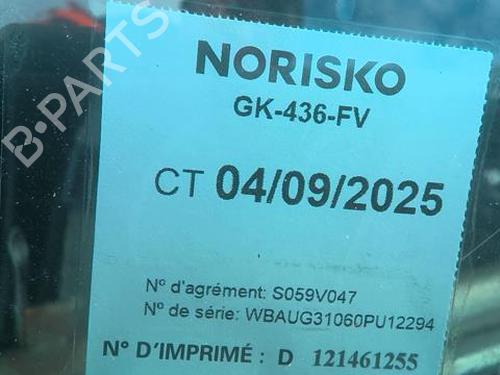 NORISKO
GK-436-FV
CT 04/09/2025
N° d'agrément: S059V047
N° de série: WBAUG31060PU12294
N° D'IMPRIMÉ : D 121461255
B-PARTS